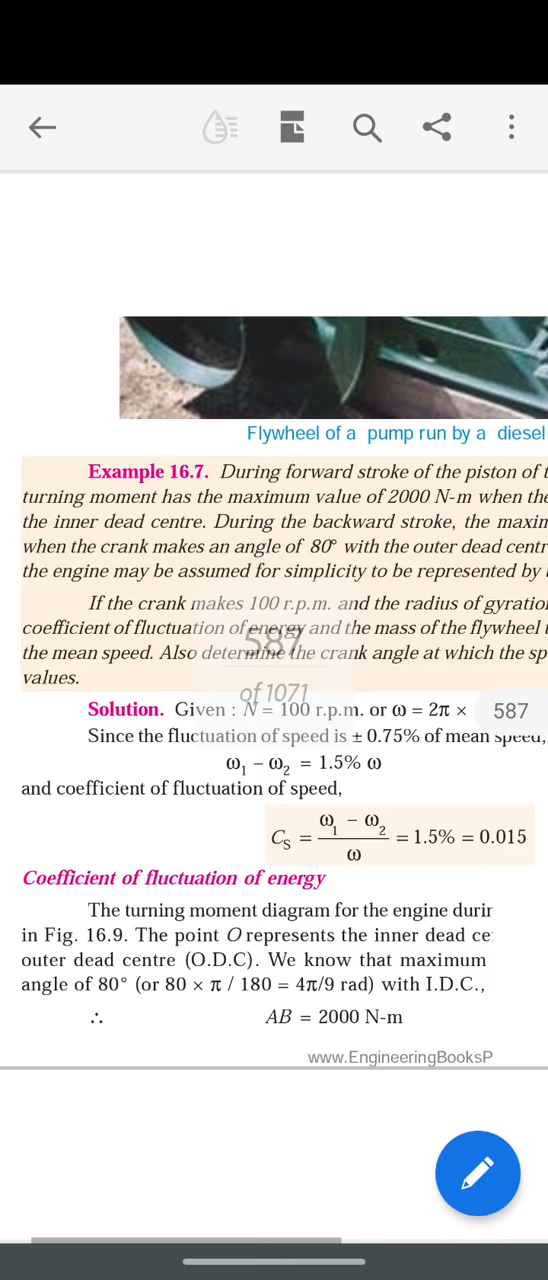 Flywheel of a pump run by a diesel
Example 16.7. During forward stroke of the piston of
turning moment has the maximum value of 2000 N-m when the
the inner dead centre. During the backward stroke, the
when the crank makes an angle of 80° with the outer dead
the engine may be assumed for simplicity to be represented by
If the crank makes 100 r.p.m. and the radius of
coefficient of fluctuation of energy and the mass of the flywheel
the mean speed. Also determine the crank angle at which the
values.
587
of 1071
Solution. Given : N = 100 r.p.m. or ω = 2π ×
587
Since the fluctuation of speed is ± 0.75% of mean speed,
ω1 – ω2 = 1.5% ω
and coefficient of fluctuation of speed,
CS = (ω1 – ω2) / ω = 1.5% = 0.015
Coefficient of fluctuation of energy
The turning moment diagram for the engine
in Fig. 16.9. The point O represents the inner dead
outer dead centre (O.D.C). We know that maximum
angle of 80° (or 80 × π / 180 = 4π/9 rad) with I.D.C.,
∴ AB = 2000 N-m
www.EngineeringBooksP